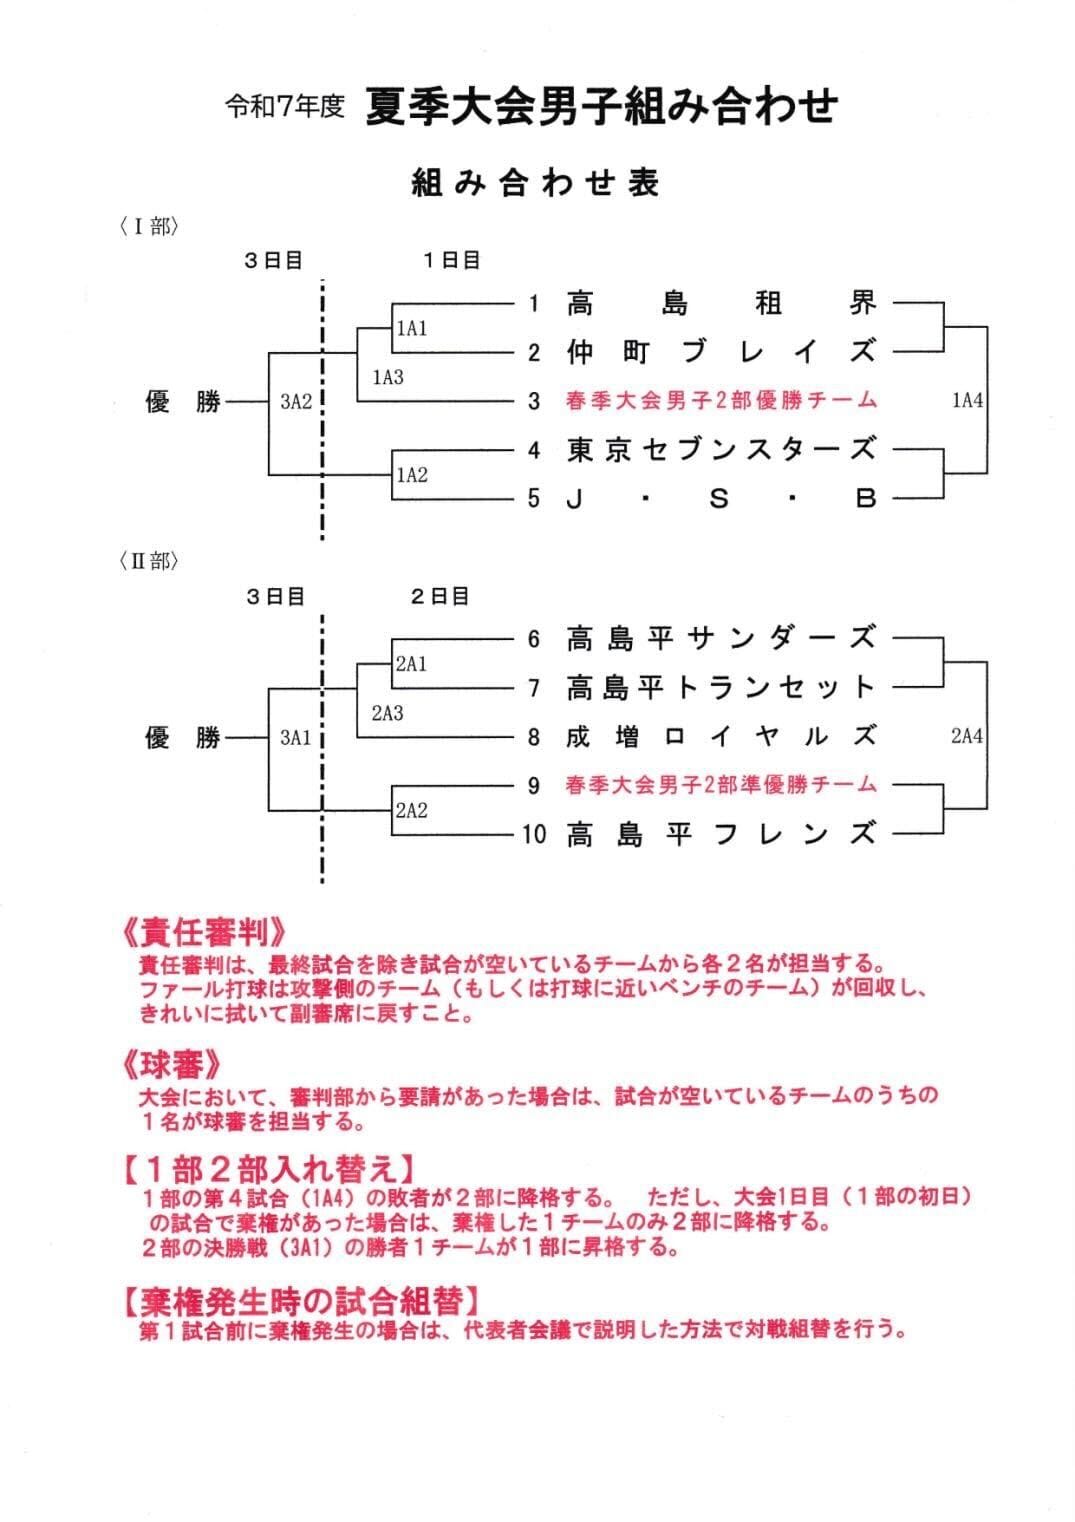 令和7年度 夏季大会男子組み合わせ
組み合わせ表
〈Ⅰ部〉
3日目 1日目
1 高島租界
1A1
2 仲町ブレイズ
1A3
優勝 3A2 3 春季大会男子2部優勝チーム 1A4
4 東京セブンスターズ
1A2
5 J・S・B
〈Ⅱ部〉
3日目 2日目
6 高島平サンダーズ
2A1
7 高島平トランセット
2A3
優勝 3A1 8 成増ロイヤルズ 2A4
9 春季大会男子2部準優勝チーム
2A2
10 高島平フレンズ
《責任審判》
責任審判は、最終試合を除き試合が空いているチームから各2名が担当する。
ファール打球は攻撃側のチーム（もしくは打球に近いベンチのチーム）が回収し、
きれいに拭いて副審席に戻すこと。
《球審》
大会において、審判部から要請があった場合は、試合が空いているチームのうちの
1名が球審を担当する。
【1部2部入れ替え】
1部の第4試合（1A4）の敗者が2部に降格する。 ただし、大会1日目（1部の初日）
の試合で棄権があった場合は、棄権した1チームのみ2部に降格する。
2部の決勝戦（3A1）の勝者1チームが1部に昇格する。
【棄権発生時の試合組替】
第1試合前に棄権発生の場合は、代表者会議で説明した方法で対戦組替を行う。